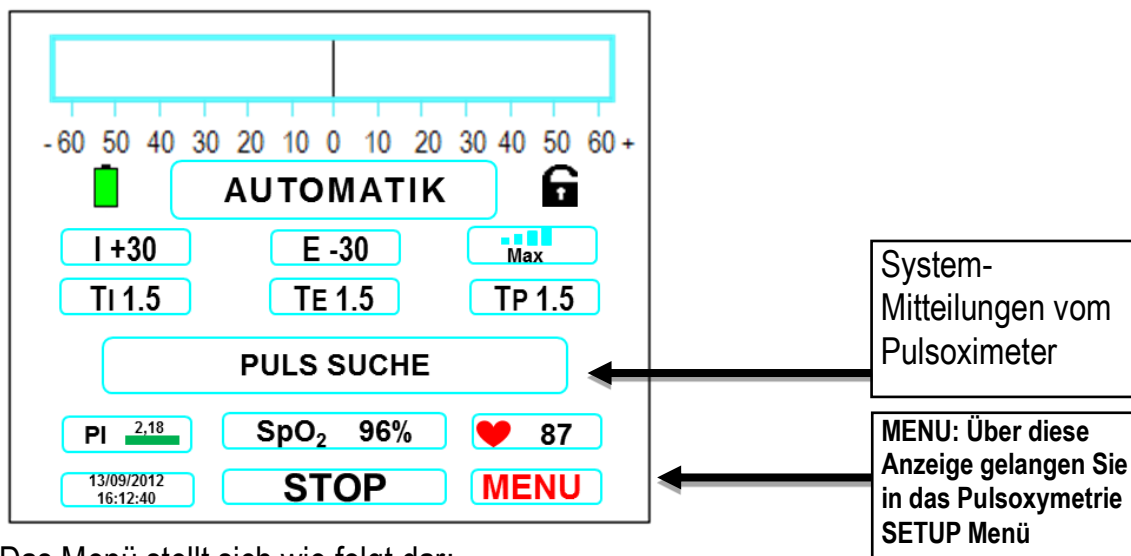 - 60 50 40 30 20 10 0 10 20 30 40 50 60 +
AUTOMATIK
I +30 E -30 Max
TI 1.5 TE 1.5 TP 1.5
PULS SUCHE
PI 2,18 SpO₂ 96% 87
13/09/2012
16:12:40
STOP MENU
System-
Mitteilungen vom
Pulsoximeter
MENU: Über diese
Anzeige gelangen Sie
in das Pulsoxymetrie
SETUP Menü
Das Menü stellt sich wie folgt dar: